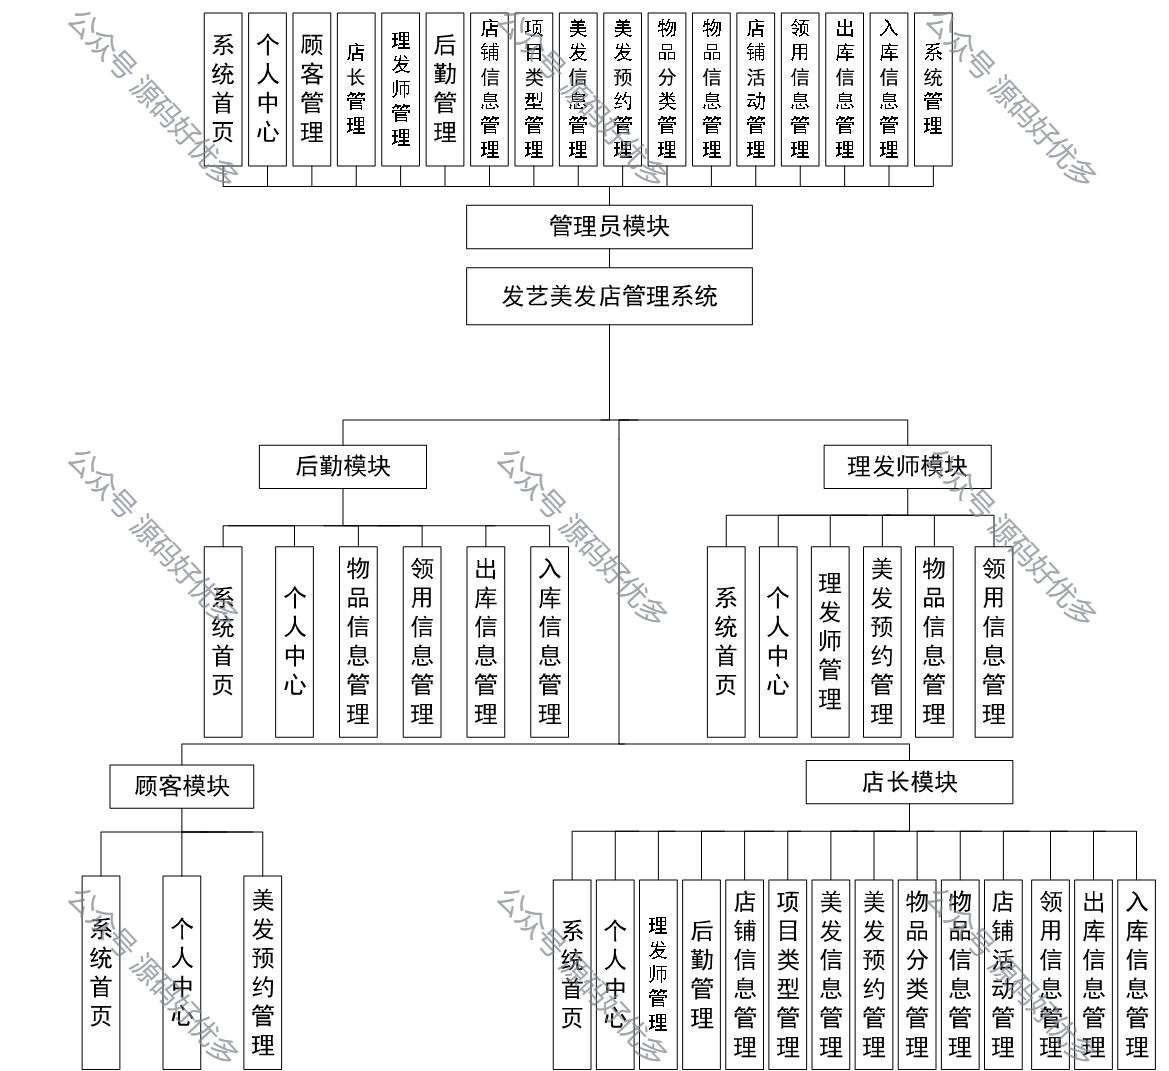 系统首页
个人中心
顾客管理
店长管理
理发师管理
后勤管理
店铺信息管理
项目类型管理
美发信息管理
美发预约管理
物品分类管理
物品信息管理
店铺活动管理
领用信息管理
出库信息管理
入库信息管理
系统管理
管理员模块
发艺美发店管理系统
后勤模块
理发师模块
系统首页
个人中心
物品信息管理
领用信息管理
出库信息管理
入库信息管理
系统首页
个人中心
理发师管理
美发预约管理
物品信息管理
领用信息管理
顾客模块
店长模块
系统首页
个人中心
美发预约管理
系统首页
个人中心
理发师管理
后勤管理
店铺信息管理
项目类型管理
美发信息管理
美发预约管理
物品分类管理
物品信息管理
店铺活动管理
领用信息管理
出库信息管理
入库信息管理
公众号 源码好优多
公众号 源码好优多
公众号 源码好优多
公众号 源码好优多
公众号 源码好优多
公众号 源码好优多
公众号 源码好优多
公众号 源码好优多
公众号 源码好优多